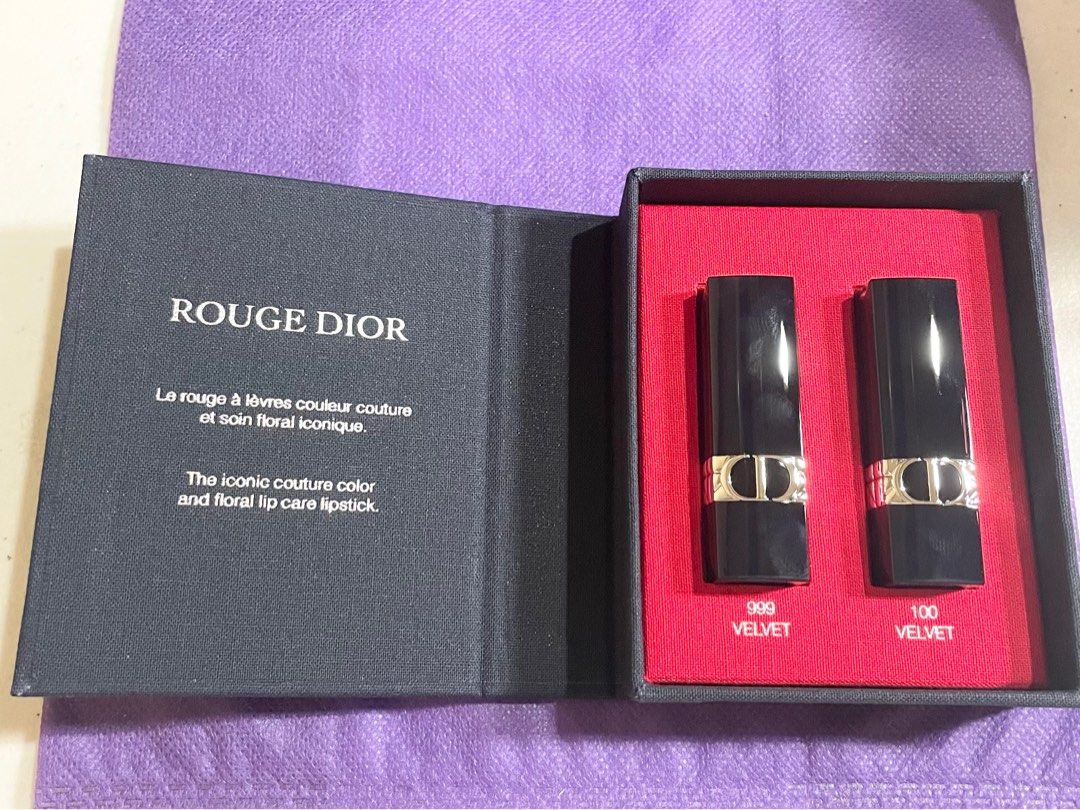 ROUGE DIOR
Le rouge à lèvres couleur couture
et soin floral iconique.
The iconic couture color
and floral lip care lipstick.
CD
CD
999
VELVET
100
VELVET